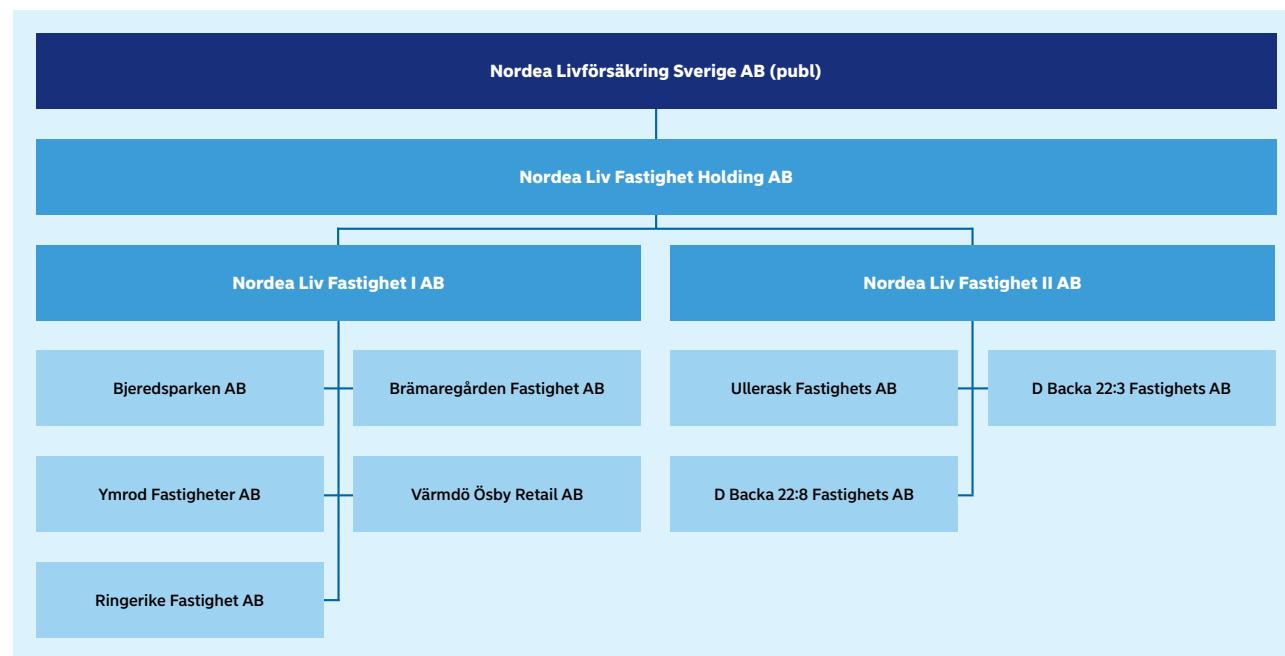 Nordea Livförsäkring Sverige AB (publ)
Nordea Liv Fastighet Holding AB
Nordea Liv Fastighet I AB
Nordea Liv Fastighet II AB
Bjeredsparken AB
Brämaregården Fastighet AB
Ullerask Fastighets AB
D Backa 22:3 Fastighets AB
Ymrod Fastigheter AB
Värmdö Ösby Retail AB
D Backa 22:8 Fastighets AB
Ringerike Fastighet AB